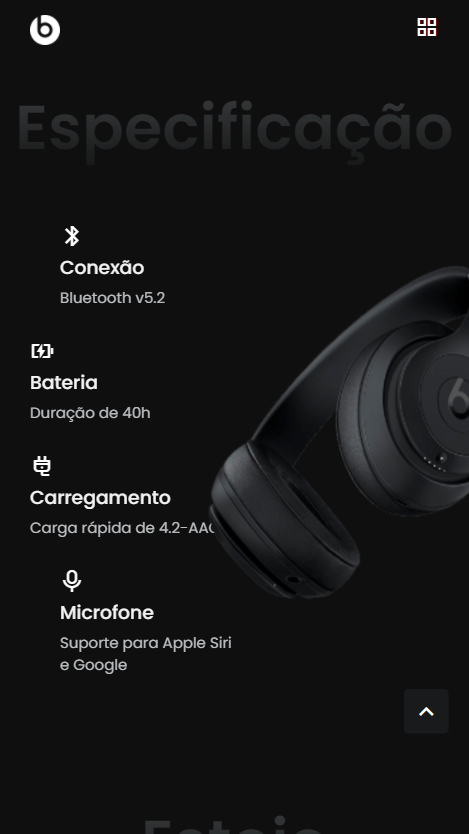 Especificação
Conexão
Bluetooth v5.2
Bateria
Duração de 40h
Carregamento
Carga rápida de 4.2-AAC
Microfone
Suporte para Apple Siri
e Google